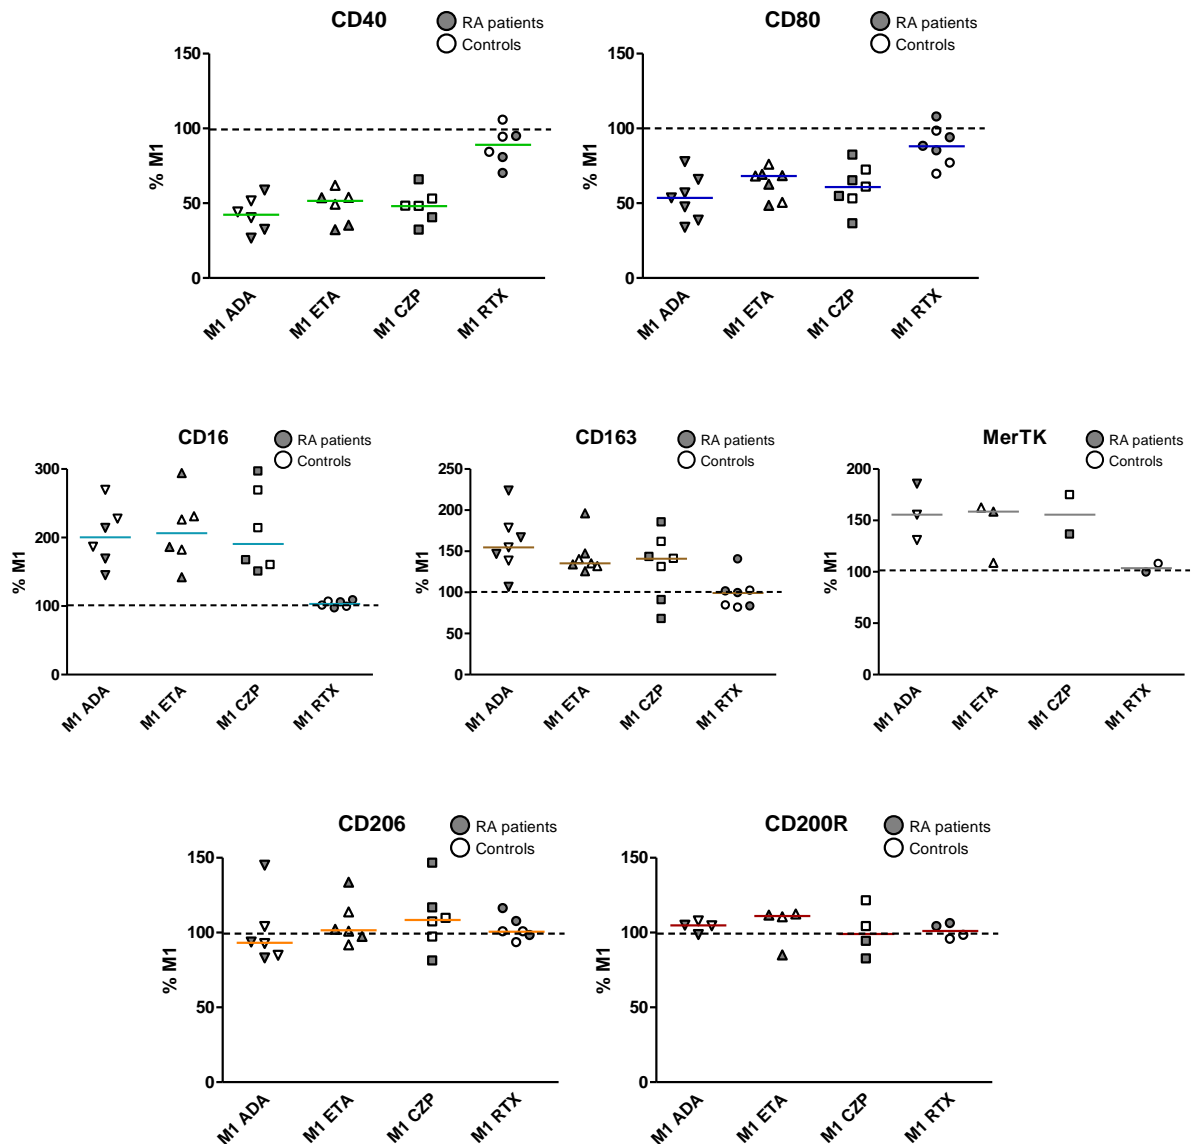 CD40
RA patients
Controls
150
100
50
0
% M1
M1 ADA
M1 ETA
M1 CZP
M1 RTX
CD80
RA patients
Controls
150
100
50
0
% M1
M1 ADA
M1 ETA
M1 CZP
M1 RTX
CD16
RA patients
Controls
300
200
100
0
% M1
M1 ADA
M1 ETA
M1 CZP
M1 RTX
CD163
RA patients
Controls
250
200
150
100
50
0
% M1
M1 ADA
M1 ETA
M1 CZP
M1 RTX
MerTK
RA patients
Controls
200
150
100
50
0
% M1
M1 ADA
M1 ETA
M1 CZP
M1 RTX
CD206
RA patients
Controls
150
100
50
0
% M1
M1 ADA
M1 ETA
M1 CZP
M1 RTX
CD200R
RA patients
Controls
150
100
50
0
% M1
M1 ADA
M1 ETA
M1 CZP
M1 RTX